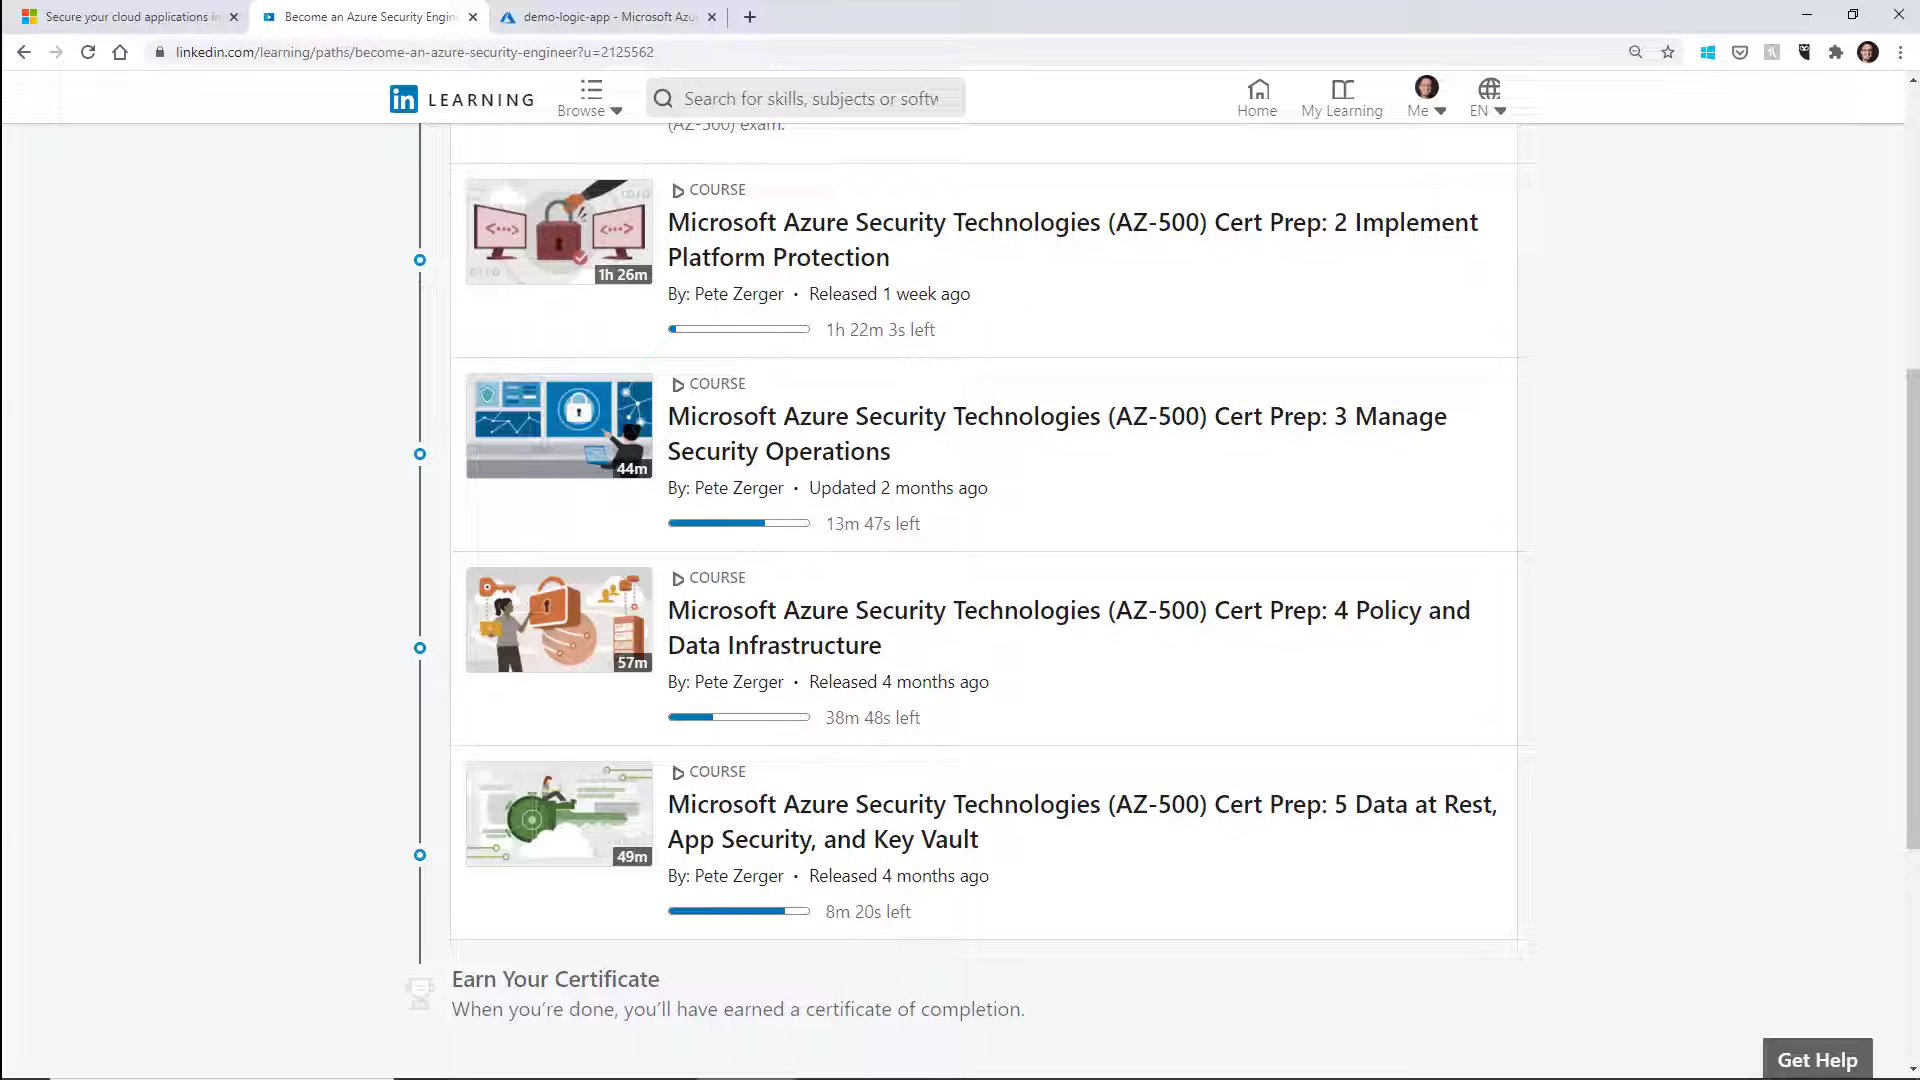 Secure your cloud applications in
Become an Azure Security Engin
demo-logic-app - Microsoft Azu
linkedin.com/learning/paths/become-an-azure-security-engineer?u=2125562
in LEARNING
Browse
Search for skills, subjects or softw
Home
My Learning
Me
EN
(AZ-500) exam.
COURSE
Microsoft Azure Security Technologies (AZ-500) Cert Prep: 2 Implement
Platform Protection
1h 26m
By: Pete Zerger • Released 1 week ago
1h 22m 3s left
COURSE
Microsoft Azure Security Technologies (AZ-500) Cert Prep: 3 Manage
Security Operations
44m
By: Pete Zerger • Updated 2 months ago
13m 47s left
COURSE
Microsoft Azure Security Technologies (AZ-500) Cert Prep: 4 Policy and
Data Infrastructure
57m
By: Pete Zerger • Released 4 months ago
38m 48s left
COURSE
Microsoft Azure Security Technologies (AZ-500) Cert Prep: 5 Data at Rest,
App Security, and Key Vault
49m
By: Pete Zerger • Released 4 months ago
8m 20s left
Earn Your Certificate
When you’re done, you’ll have earned a certificate of completion.
Get Help